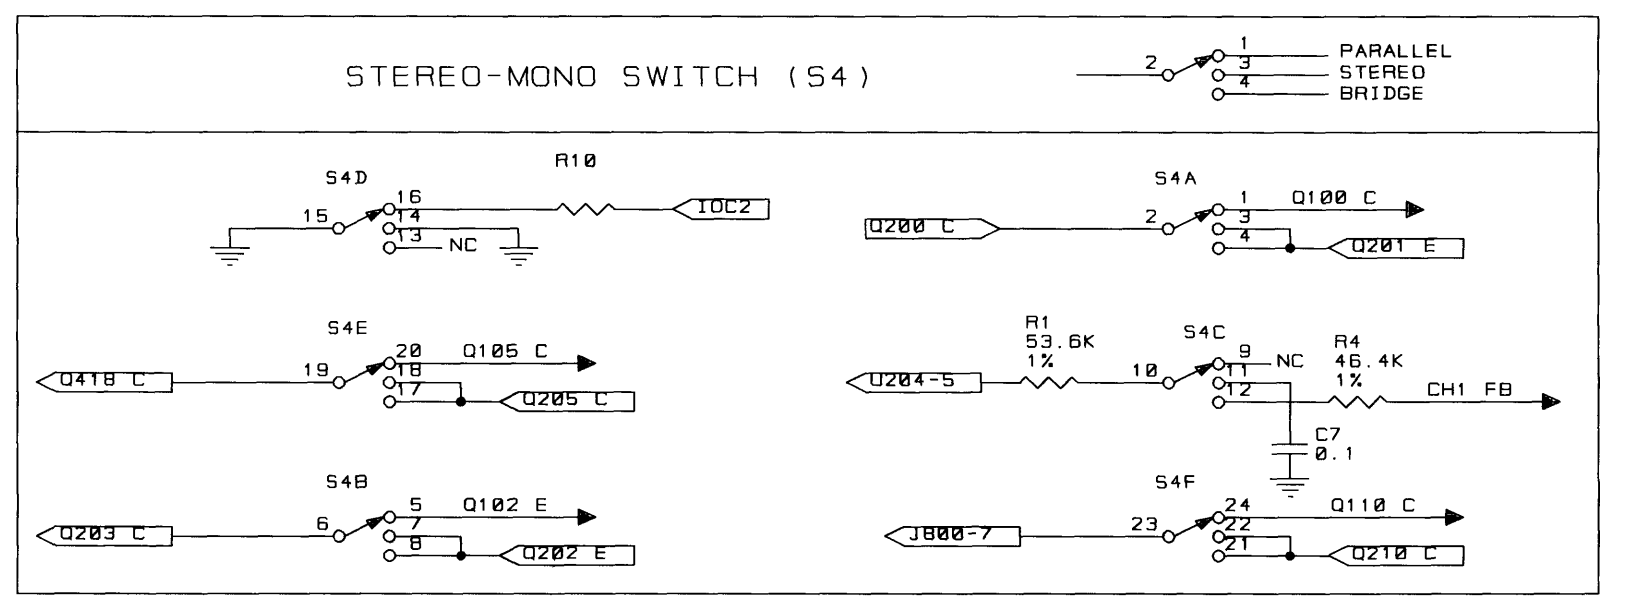 STEREO-MONO SWITCH (S4)
2
1 PARALLEL
3 STEREO
4 BRIDGE
S4D
R10
15
16
14
13
NC
IOC2
S4A
Q200 C
2
1
3
4
Q100 C
Q201 E
S4E
Q418 C
19
20
18
17
Q105 C
Q205 C
R1
53.6K
1%
S4C
U204-5
10
9
11
12
NC
R4
46.4K
1%
CH1 FB
C7
0.1
S4B
Q203 C
6
5
7
8
Q102 E
Q202 E
S4F
J800-7
23
24
22
21
Q110 C
Q210 C